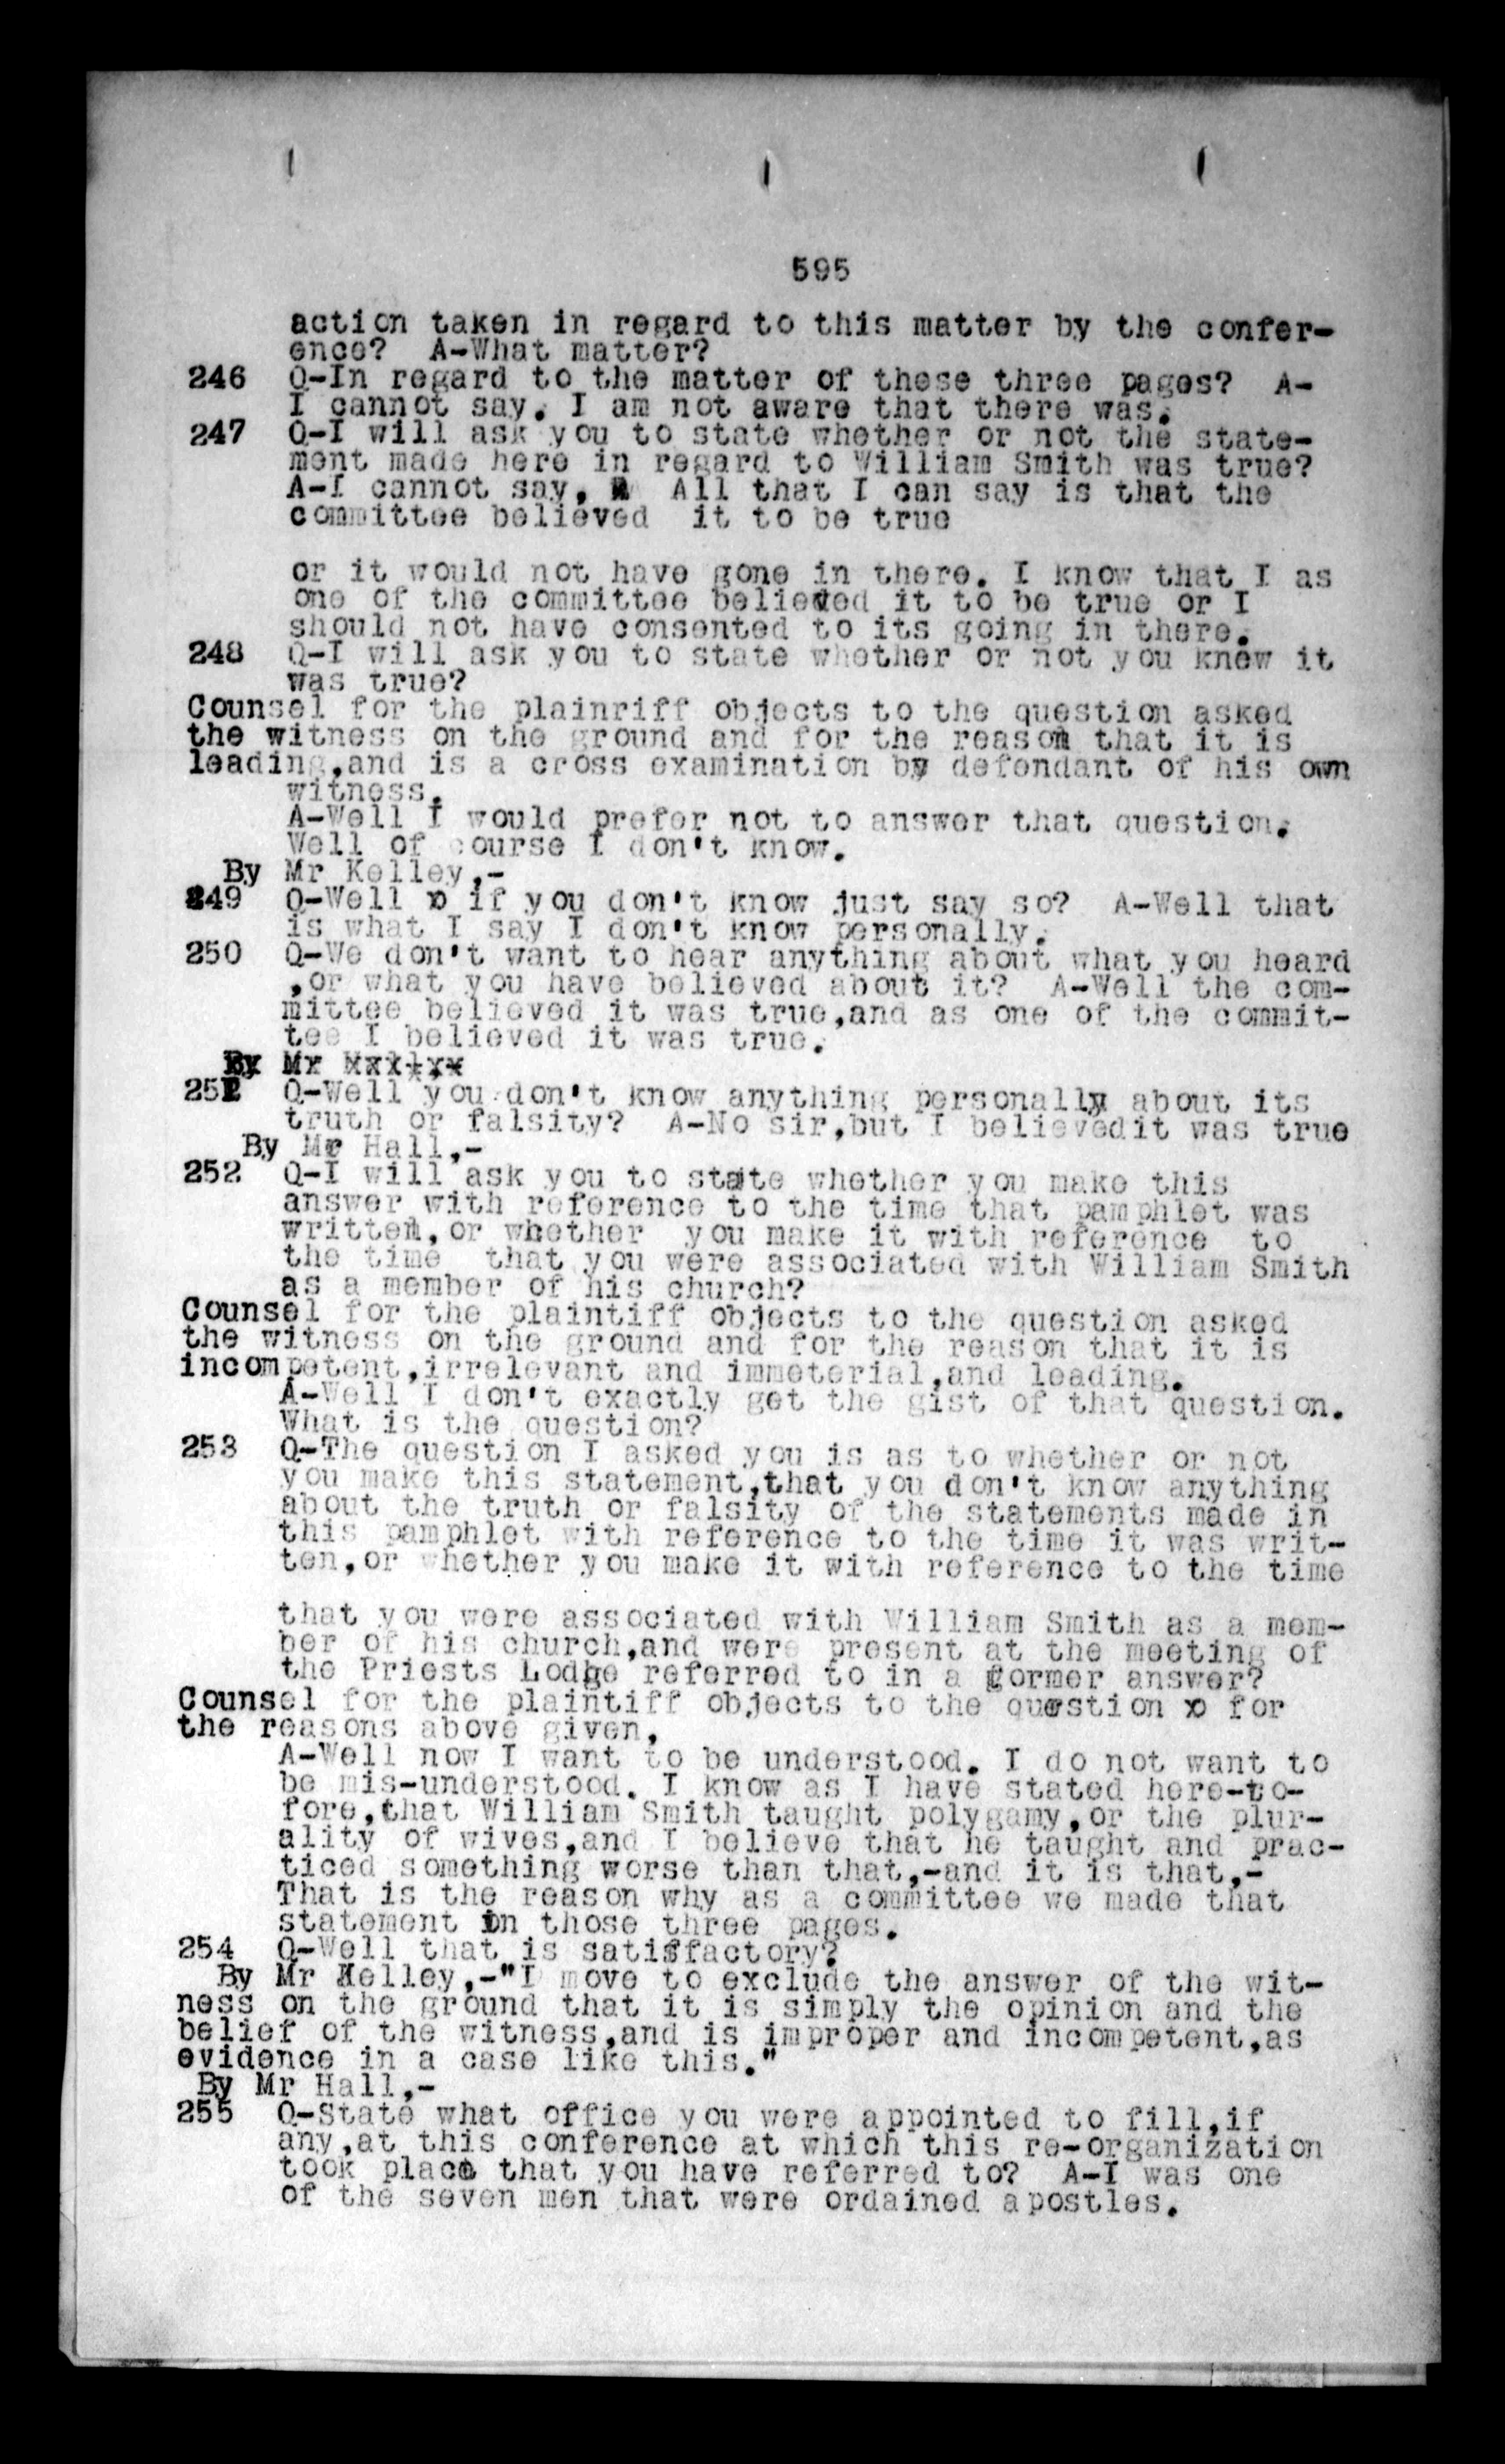 595
action taken in regard to this matter by the confer-
ence? A-What matter?
246 Q-In regard to the matter of these three pages? A-
I cannot say. I am not aware that there was.
247 Q-I will ask you to state whether or not the state-
ment made here in regard to William Smith was true?
A-I cannot say. All that I can say is that the
committee believed it to be true
or it would not have gone in there. I know that I as
one of the committee believed it to be true or I
should not have consented to its going in there.
248 Q-I will ask you to state whether or not you knew it
was true?
Counsel for the plainriff objects to the question asked
the witness on the ground and for the reason that it is
leading,and is a cross examination by defendant of his own
witness.
A-Well I would prefer not to answer that question.
Well of course I don't know.
By Mr Kelley,-
249 Q-Well if you don't know just say so? A-Well that
is what I say I don't know personally.
250 Q-We don't want to hear anything about what you heard
,or what you have believed about it? A-Well the com-
mittee believed it was true,and as one of the commit-
tee I believed it was true.
By Mr
251 Q-Well you don't know anything personally about its
truth or falsity? A-No sir,but I believedit was true
By Mr Hall,-
252 Q-I will ask you to state whether you make this
answer with reference to the time that pamphlet was
written,or whether you make it with reference to
the time that you were associated with William Smith
as a member of his church?
Counsel for the plaintiff objects to the question asked
the witness on the ground and for the reason that it is
incompetent,irrelevant and immeterial,and leading.
A-Well I don't exactly get the gist of that question.
What is the question?
253 Q-The question I asked you is as to whether or not
you make this statement,that you don't know anything
about the truth or falsity of the statements made in
this pamphlet with reference to the time it was writ-
ten,or whether you make it with reference to the time
that you were associated with William Smith as a mem-
ber of his church,and were present at the meeting of
the Priests Lodge referred to in a former answer?
Counsel for the plaintiff objects to the question for
the reasons above given.
A-Well now I want to be understood. I do not want to
be mis-understood. I know as I have stated here-to-
fore,that William Smith taught polygamy,or the plur-
ality of wives,and I believe that he taught and prac-
ticed something worse than that,-and it is that,-
That is the reason why as a committee we made that
statement in those three pages.
254 Q-Well that is satisfactory?
By Mr Kelley,-"I move to exclude the answer of the wit-
ness on the ground that it is simply the opinion and the
belief of the witness,and is improper and incompetent,as
evidence in a case like this."
By Mr Hall,-
255 Q-State what office you were appointed to fill,if
any,at this conference at which this re-organization
took place that you have referred to? A-I was one
of the seven men that were ordained apostles.